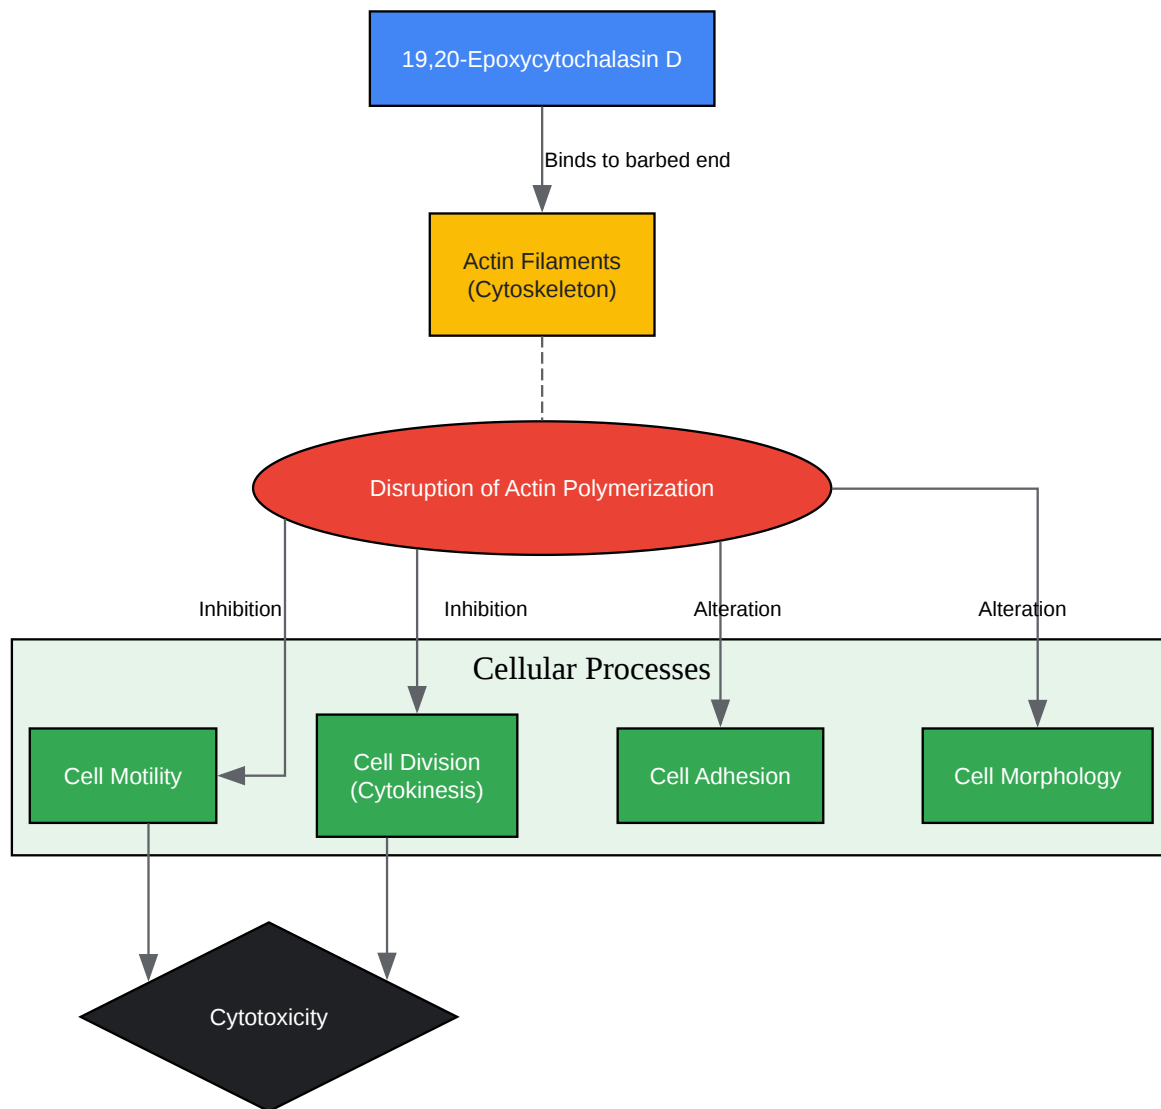 19,20-Epoxycytochalasin D
Binds to barbed end
Actin Filaments
(Cytoskeleton)
Disruption of Actin Polymerization
Inhibition
Inhibition
Alteration
Alteration
Cellular Processes
Cell Motility
Cell Division
(Cytokinesis)
Cell Adhesion
Cell Morphology
Cytotoxicity